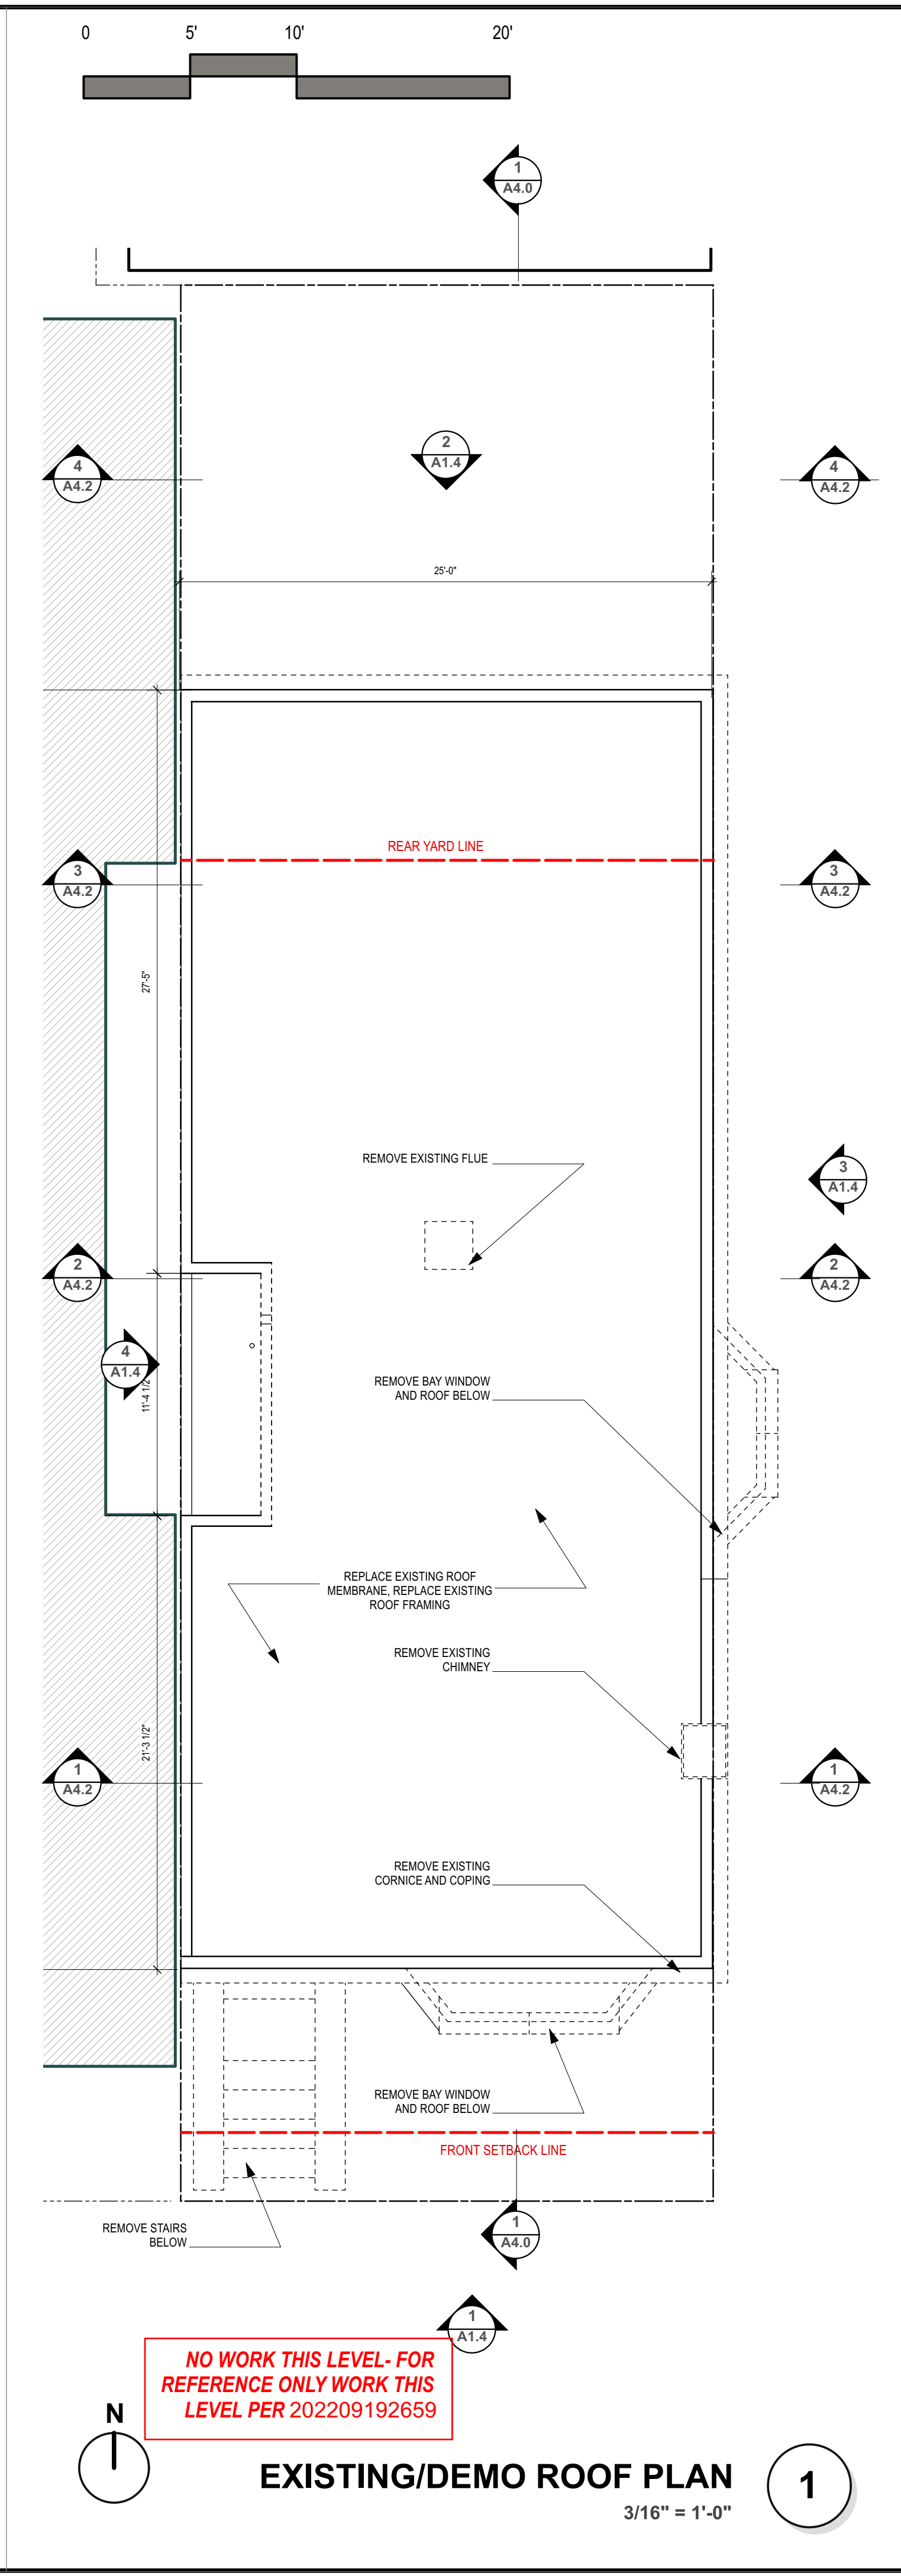 0 5' 10' 20'
1
A4.0
2
A1.4
4
A4.2
4
A4.2
25'-0"
REAR YARD LINE
3
A4.2
3
A4.2
27'-5"
REMOVE EXISTING FLUE
3
A1.4
2
A4.2
2
A4.2
4
A1.4
11'-4 1/2"
REMOVE BAY WINDOW
AND ROOF BELOW
REPLACE EXISTING ROOF
MEMBRANE, REPLACE EXISTING
ROOF FRAMING
REMOVE EXISTING
CHIMNEY
21'-3 1/2"
1
A4.2
1
A4.2
REMOVE EXISTING
CORNICE AND COPING
REMOVE BAY WINDOW
AND ROOF BELOW
FRONT SETBACK LINE
REMOVE STAIRS
BELOW
1
A4.0
1
A1.4
NO WORK THIS LEVEL- FOR
REFERENCE ONLY WORK THIS
LEVEL PER 202209192659
N
EXISTING/DEMO ROOF PLAN
1
3/16" = 1'-0"